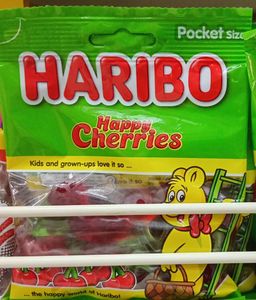 Pocket size
HARIBO
Happy
Cherries
Kids and grown-ups love it so ...
... the happy world of Haribo!